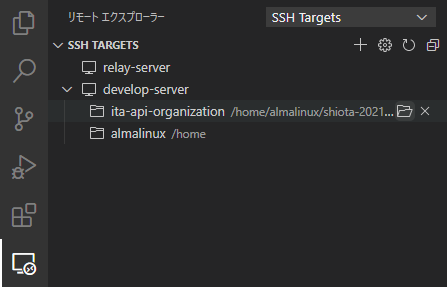 リモート エクスプローラー
SSH Targets
SSH TARGETS
relay-server
develop-server
ita-api-organization /home/almalinux/shiota-2021...
almalinux /home